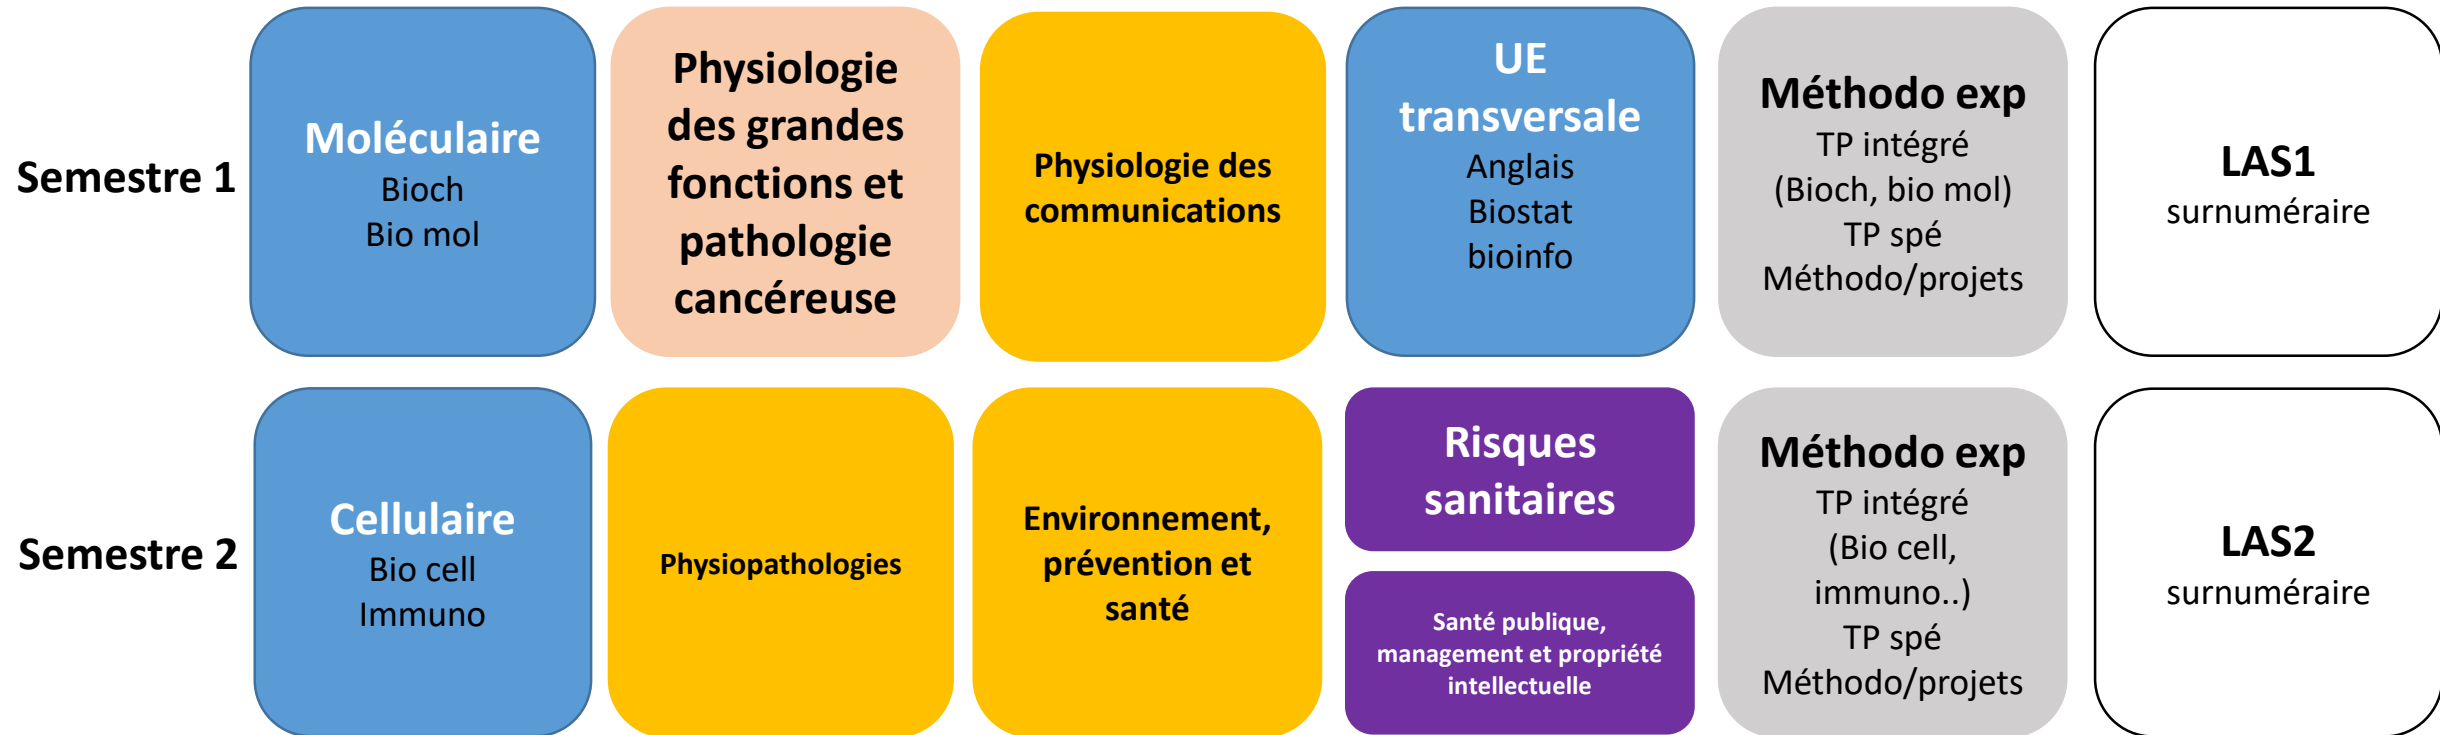 Semestre 1
Moléculaire
Bioch
Bio mol
Physiologie
des grandes
fonctions et
pathologie
cancéreuse
Physiologie des
communications
UE
transversale
Anglais
Biostat
bioinfo
Méthodo exp
TP intégré
(Bioch, bio mol)
TP spé
Méthodo/projets
LAS1
surnuméraire
Semestre 2
Cellulaire
Bio cell
Immuno
Physiopathologies
Environnement,
prévention et
santé
Risques
sanitaires
Santé publique,
management et propriété
intellectuelle
Méthodo exp
TP intégré
(Bio cell,
immuno..)
TP spé
Méthodo/projets
LAS2
surnuméraire